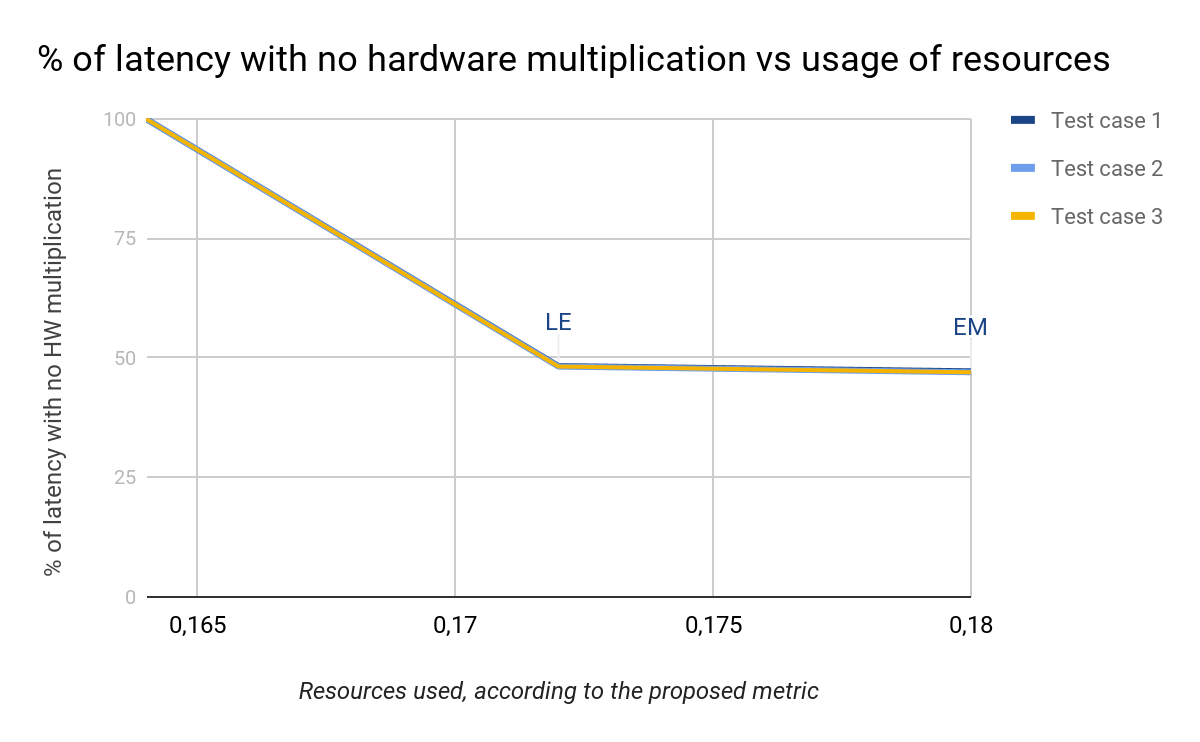 % of latency with no hardware multiplication vs usage of resources
% of latency with no HW multiplication
100
75
50
25
0
LE
EM
0,165
0,17
0,175
0,18
Resources used, according to the proposed metric
Test case 1
Test case 2
Test case 3